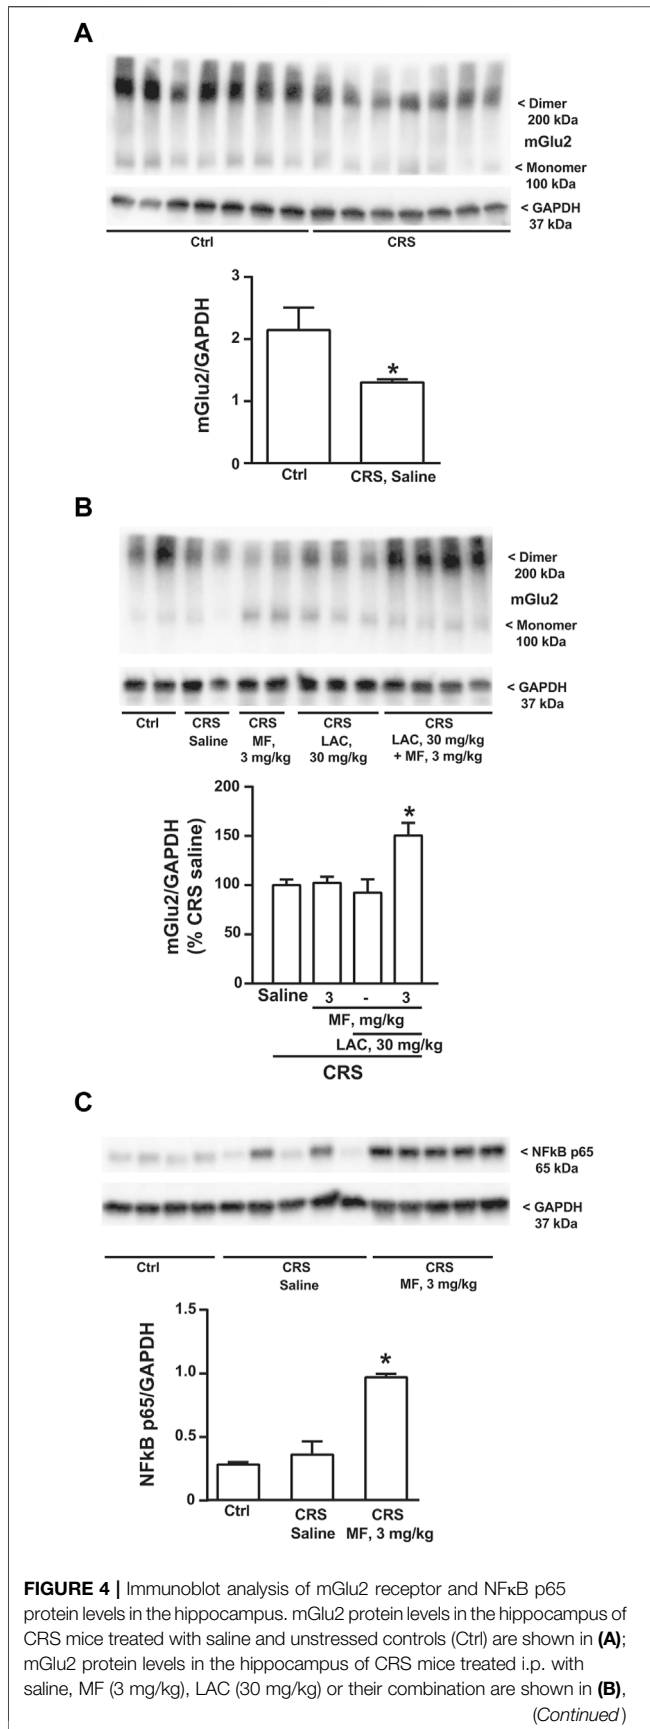 A
< Dimer
200 kDa
mGlu2
< Monomer
100 kDa
< GAPDH
37 kDa
Ctrl CRS
mGlu2/GAPDH
3
2
1
0
*
Ctrl CRS, Saline
B
< Dimer
200 kDa
mGlu2
< Monomer
100 kDa
< GAPDH
37 kDa
Ctrl CRS CRS CRS CRS
Saline MF, LAC, LAC, 30 mg/kg
3 mg/kg 30 mg/kg + MF, 3 mg/kg
mGlu2/GAPDH
(% CRS saline)
200
150
100
50
0
*
Saline 3 - 3
MF, mg/kg
LAC, 30 mg/kg
CRS
C
< NFkB p65
65 kDa
< GAPDH
37 kDa
Ctrl CRS CRS
Saline MF, 3 mg/kg
NFkB p65/GAPDH
1.5
1.0
0.5
0
*
Ctrl CRS CRS
Saline MF, 3 mg/kg
FIGURE 4 | Immunoblot analysis of mGlu2 receptor and NFκB p65
protein levels in the hippocampus. mGlu2 protein levels in the hippocampus of
CRS mice treated with saline and unstressed controls (Ctrl) are shown in (A);
mGlu2 protein levels in the hippocampus of CRS mice treated i.p. with
saline, MF (3 mg/kg), LAC (30 mg/kg) or their combination are shown in (B),
(Continued)